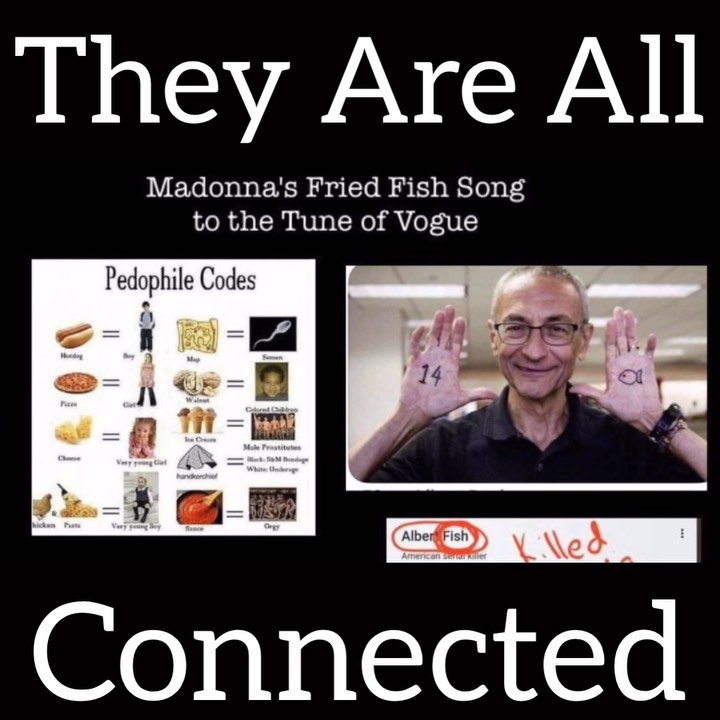 They Are All
Madonna's Fried Fish Song
to the Tune of Vogue
Pedophile Codes
Hotdog = Boy
Map = Semen
Pizza = Girl
Walnut = Colored Children
Cheese = Very young Girl
Ice Cream = Male Prostitutes
handkerchief = Black: S&M Bondage
White: Underage
hicken Pasta = Very young Boy
Sauce = Orgy
14
Albert Fish
American serial killer
Killed
Connected